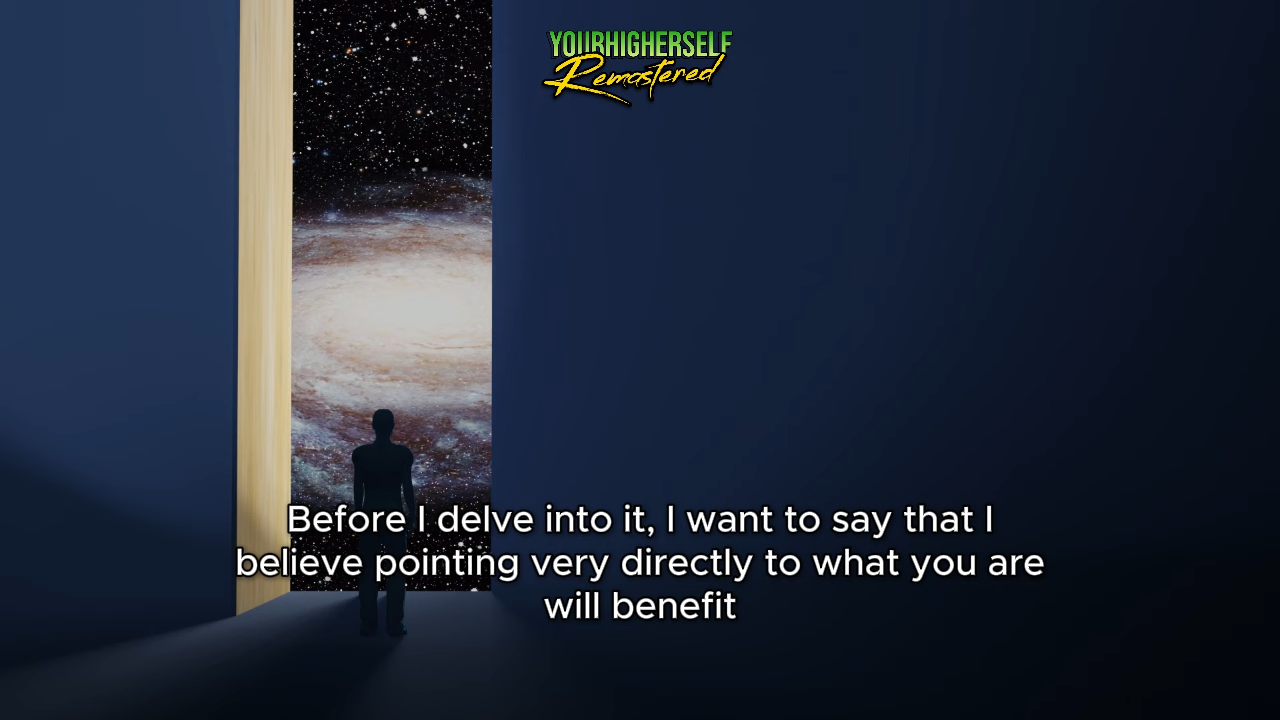 YOURHIGHERSELF
Remastered
Before I delve into it, I want to say that I
believe pointing very directly to what you are
will benefit